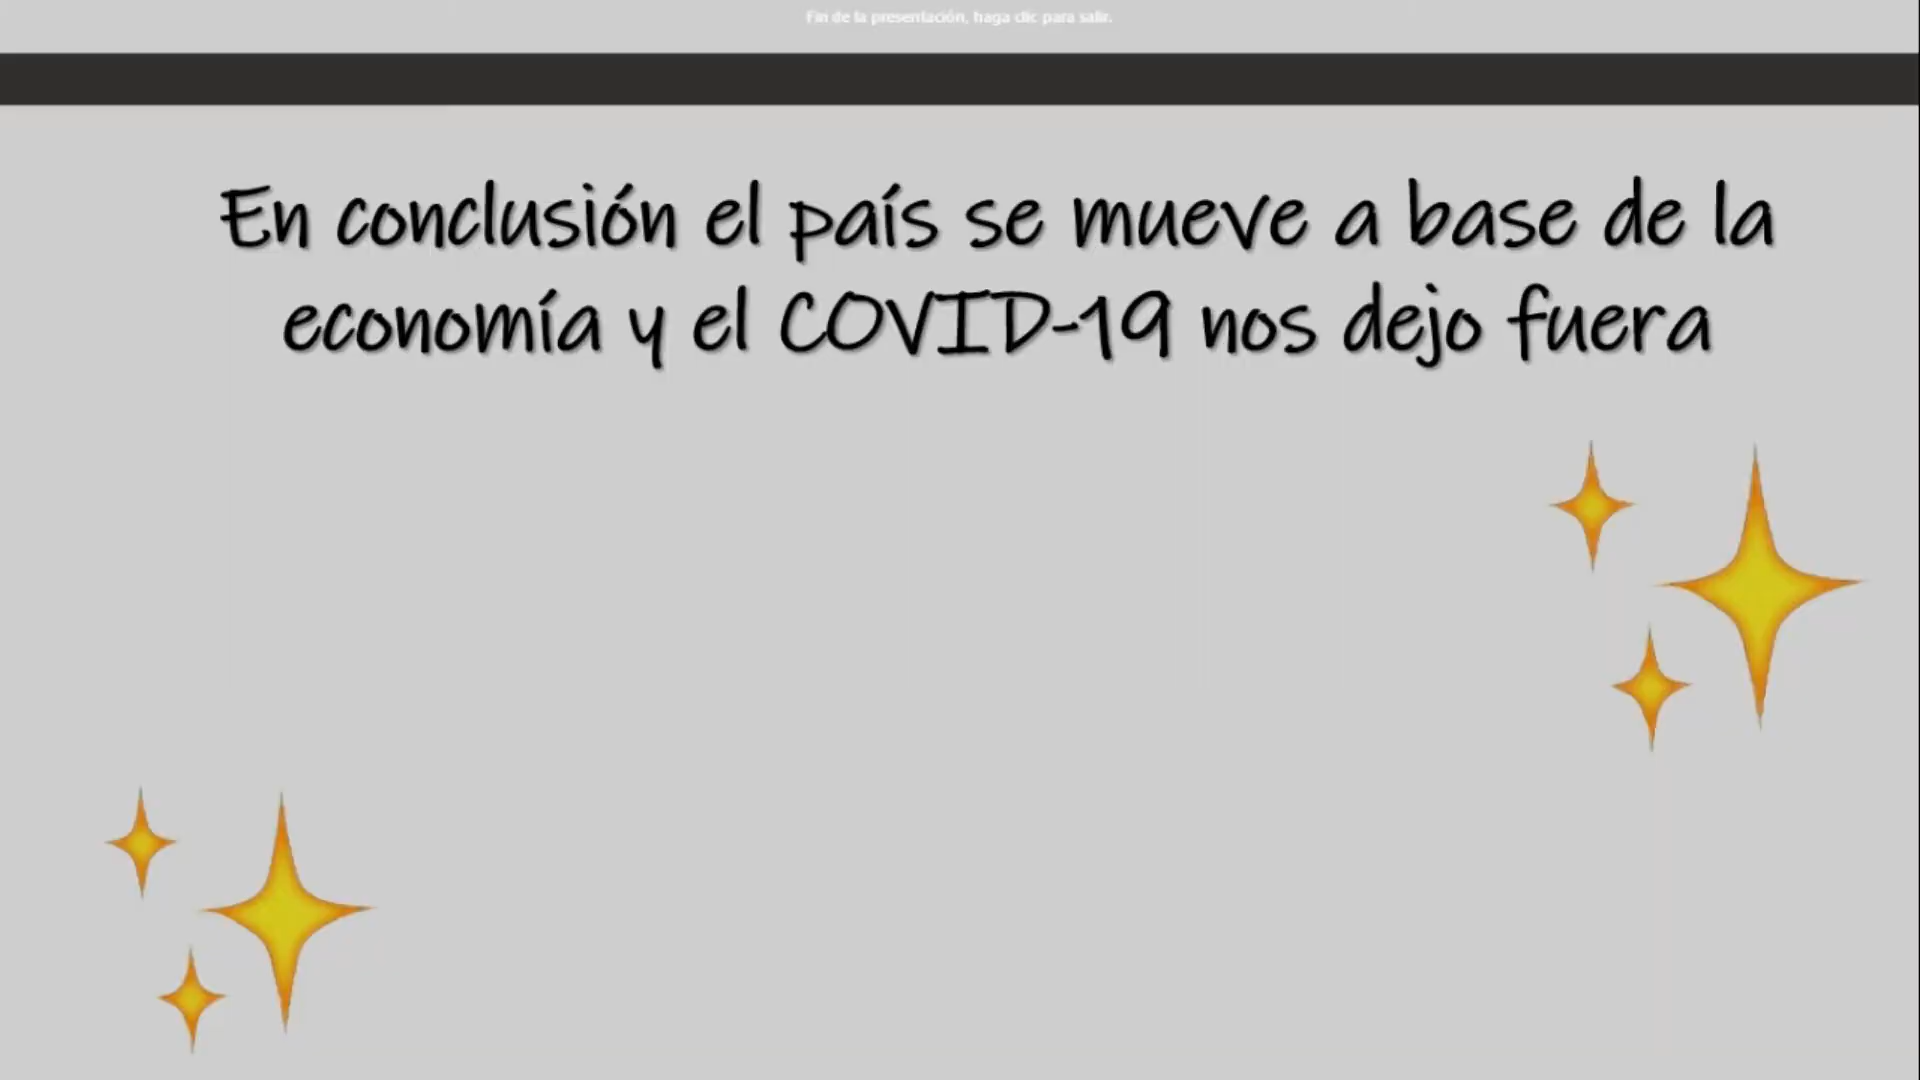 Fin de la presentación, haga clic para salir.
En conclusión el país se mueve a base de la
economía y el COVID-19 nos dejo fuera